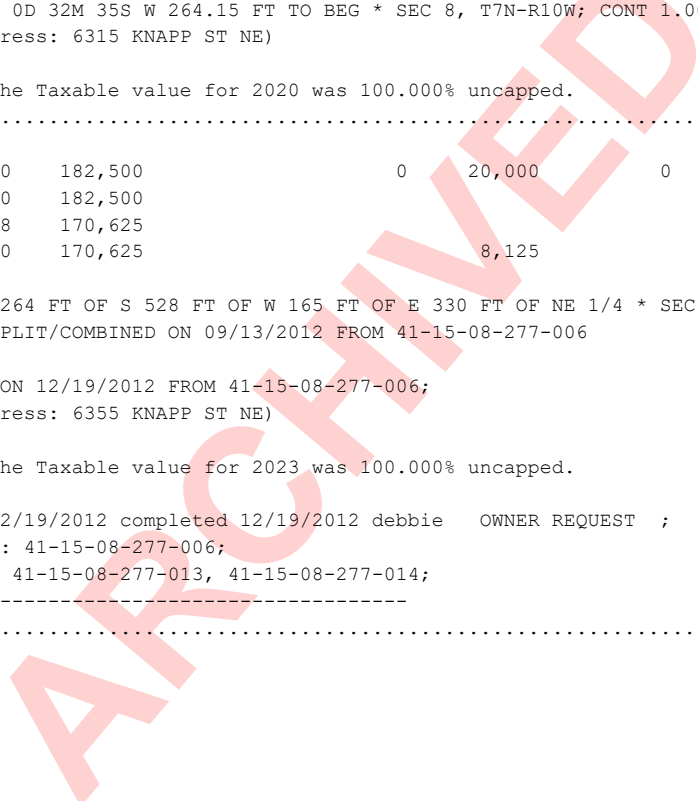 0D 32M 35S W 264.15 FT TO BEG * SEC 8, T7N-R10W; CONT 1.0
ress: 6315 KNAPP ST NE)
he Taxable value for 2020 was 100.000% uncapped.
.........................................................
0 182,500 0 20,000 0
0 182,500
8 170,625
0 170,625 8,125
264 FT OF S 528 FT OF W 165 FT OF E 330 FT OF NE 1/4 * SEC
PLIT/COMBINED ON 09/13/2012 FROM 41-15-08-277-006
ON 12/19/2012 FROM 41-15-08-277-006;
ress: 6355 KNAPP ST NE)
he Taxable value for 2023 was 100.000% uncapped.
2/19/2012 completed 12/19/2012 debbie OWNER REQUEST ;
: 41-15-08-277-006;
41-15-08-277-013, 41-15-08-277-014;
----------------------------------
.........................................................
ARCHIVED